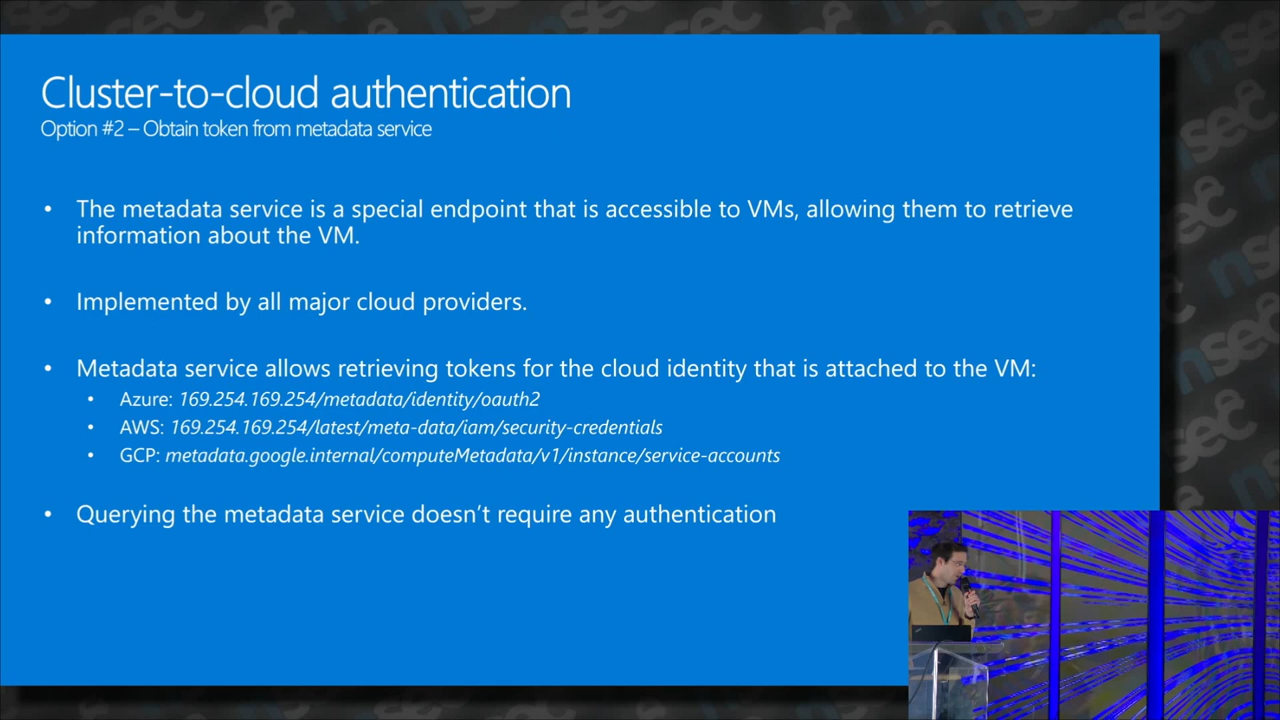 Cluster-to-cloud authentication
Option #2 – Obtain token from metadata service
• The metadata service is a special endpoint that is accessible to VMs, allowing them to retrieve
information about the VM.
• Implemented by all major cloud providers.
• Metadata service allows retrieving tokens for the cloud identity that is attached to the VM:
• Azure: 169.254.169.254/metadata/identity/oauth2
• AWS: 169.254.169.254/latest/meta-data/iam/security-credentials
• GCP: metadata.google.internal/computeMetadata/v1/instance/service-accounts
• Querying the metadata service doesn’t require any authentication
nsec